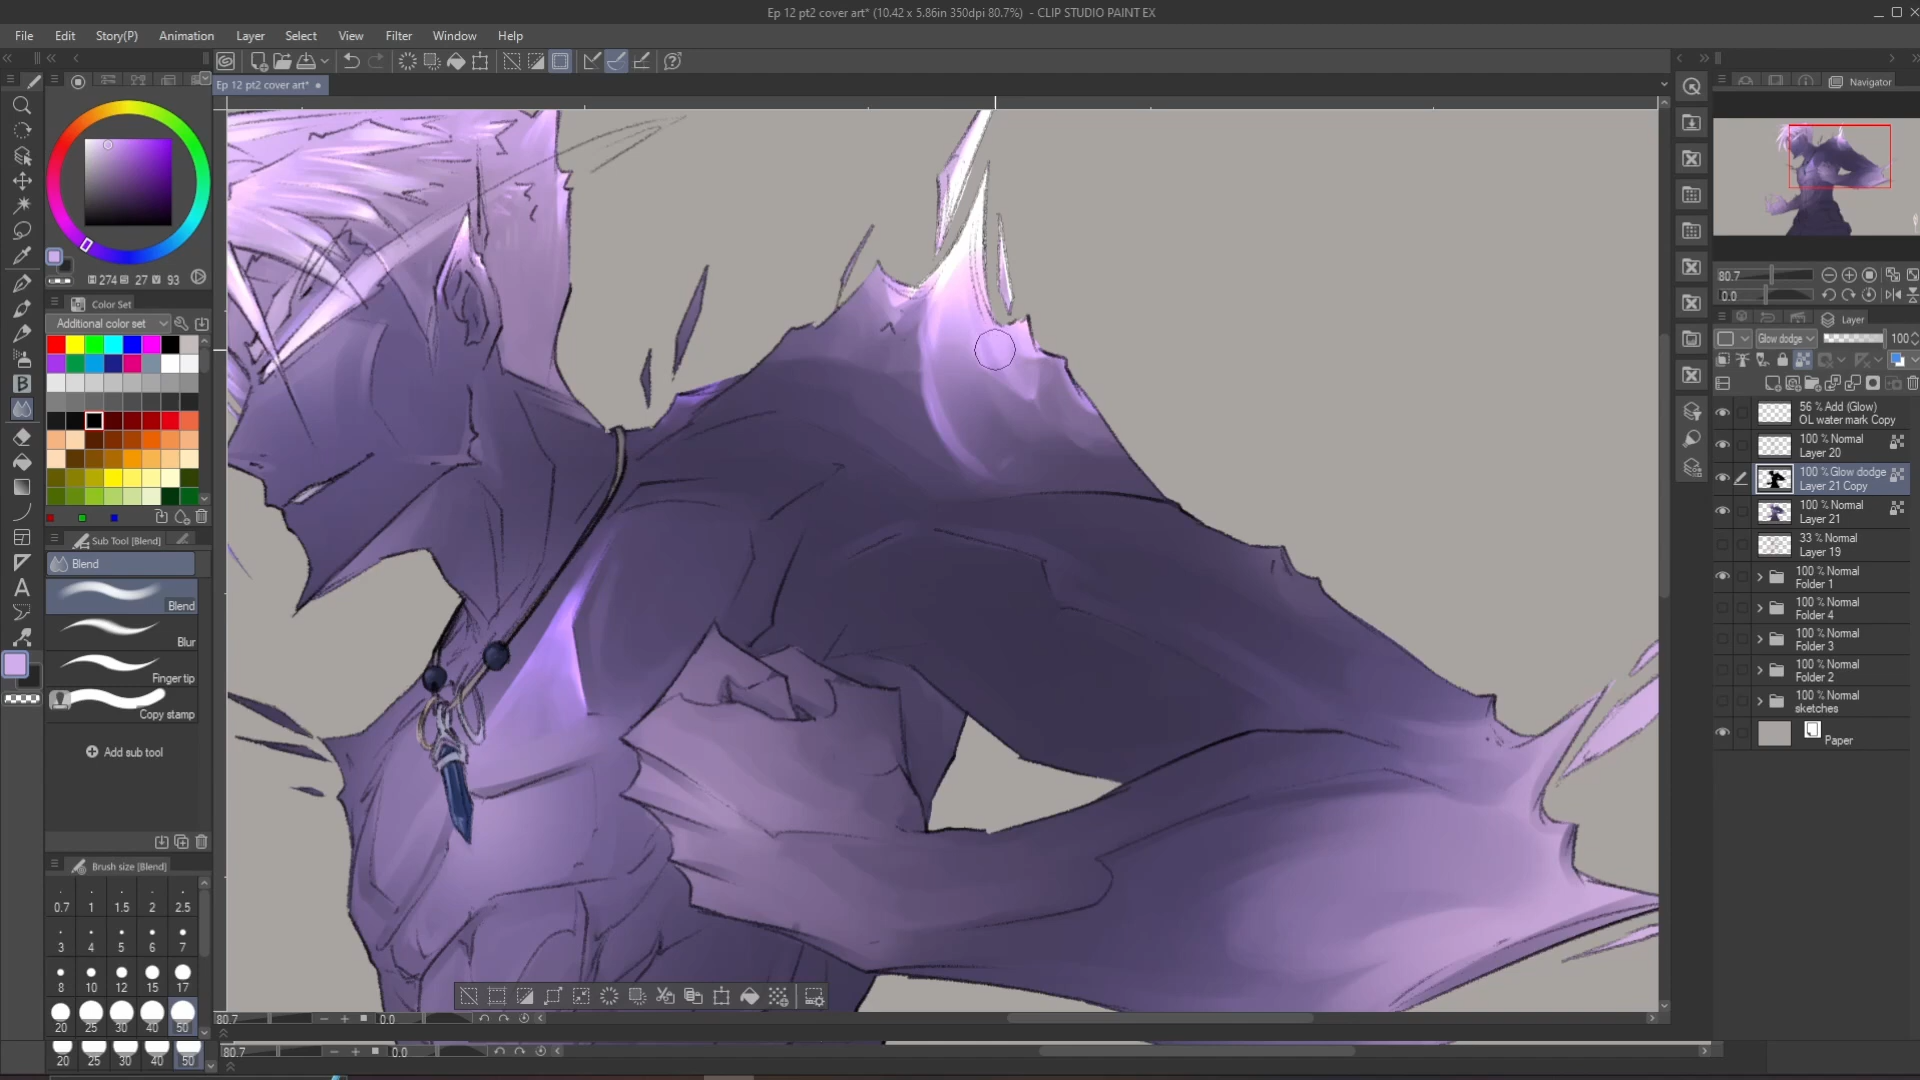 Ep 12 pt2 cover art* (10.42 x 5.86in 350dpi 80.7%) - CLIP STUDIO PAINT EX
File Edit Story(P) Animation Layer Select View Filter Window Help
Ep 12 pt2 cover art*
Navigator
274 27 93
80.7
0.0
Color Set
Additional color set
Layer
Glow dodge 100
56 % Add (Glow)
OL water mark Copy
100 % Normal
Layer 20
100 % Glow dodge
Layer 21 Copy
100 % Normal
Layer 21
33 % Normal
Layer 19
100 % Normal
Folder 1
100 % Normal
Folder 4
100 % Normal
Folder 3
100 % Normal
Folder 2
100 % Normal
sketches
Paper
Sub Tool [Blend]
Blend
Blend
Blur
Finger tip
Copy stamp
Add sub tool
Brush size [Blend]
0.7 1 1.5 2 2.5
3 4 5 6 7
8 10 12 15 17
20 25 30 40 50
20 25 30 40 50
80.7 0.0
80.7 0.0